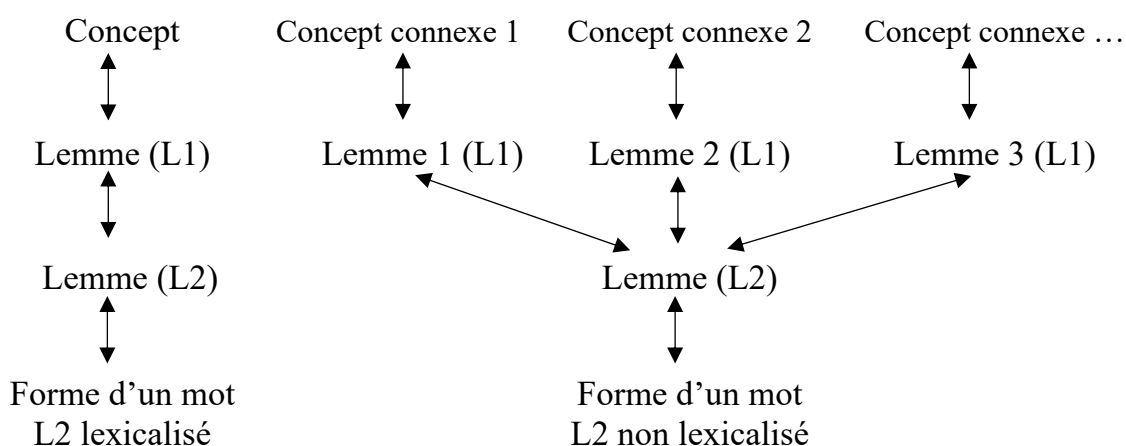 Concept Concept connexe 1 Concept connexe 2 Concept connexe …
Lemme (L1) Lemme 1 (L1) Lemme 2 (L1) Lemme 3 (L1)
Lemme (L2) Lemme (L2)
Forme d’un mot Forme d’un mot
L2 lexicalisé L2 non lexicalisé